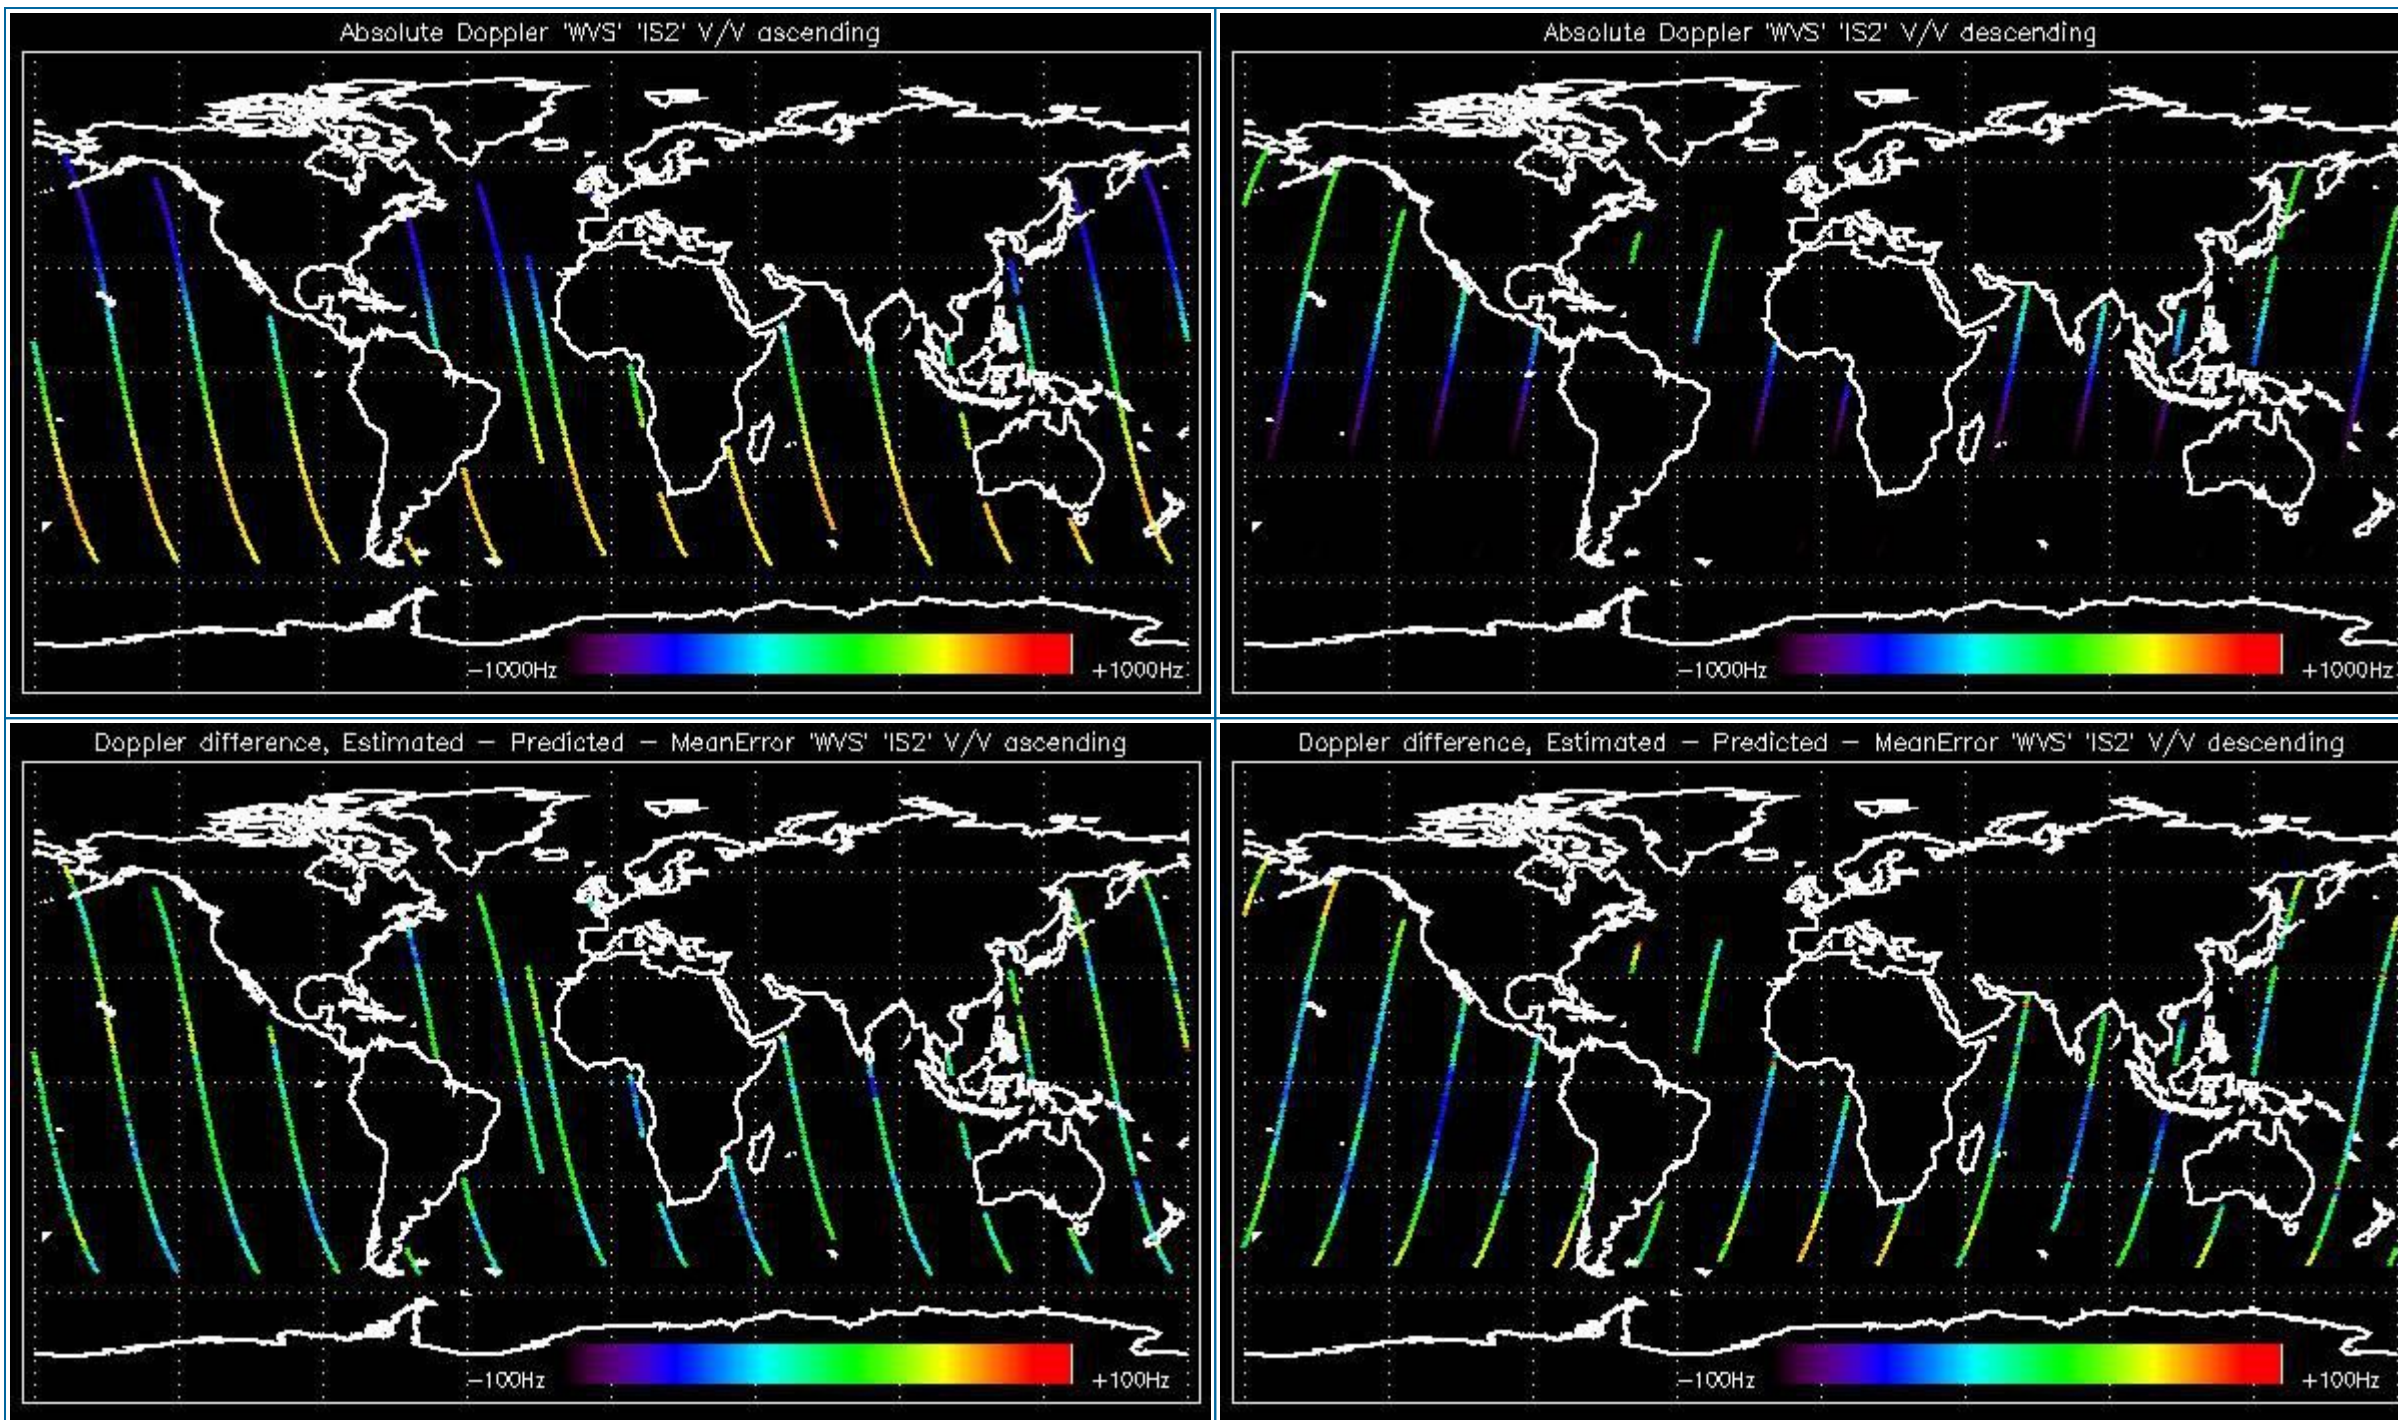 Absolute Doppler 'WVS' 'IS2' V/V ascending
−1000Hz
+1000Hz
Absolute Doppler 'WVS' 'IS2' V/V descending
−1000Hz
+1000Hz
Doppler difference, Estimated − Predicted − MeanError 'WVS' 'IS2' V/V ascending
−100Hz
+100Hz
Doppler difference, Estimated − Predicted − MeanError 'WVS' 'IS2' V/V descending
−100Hz
+100Hz